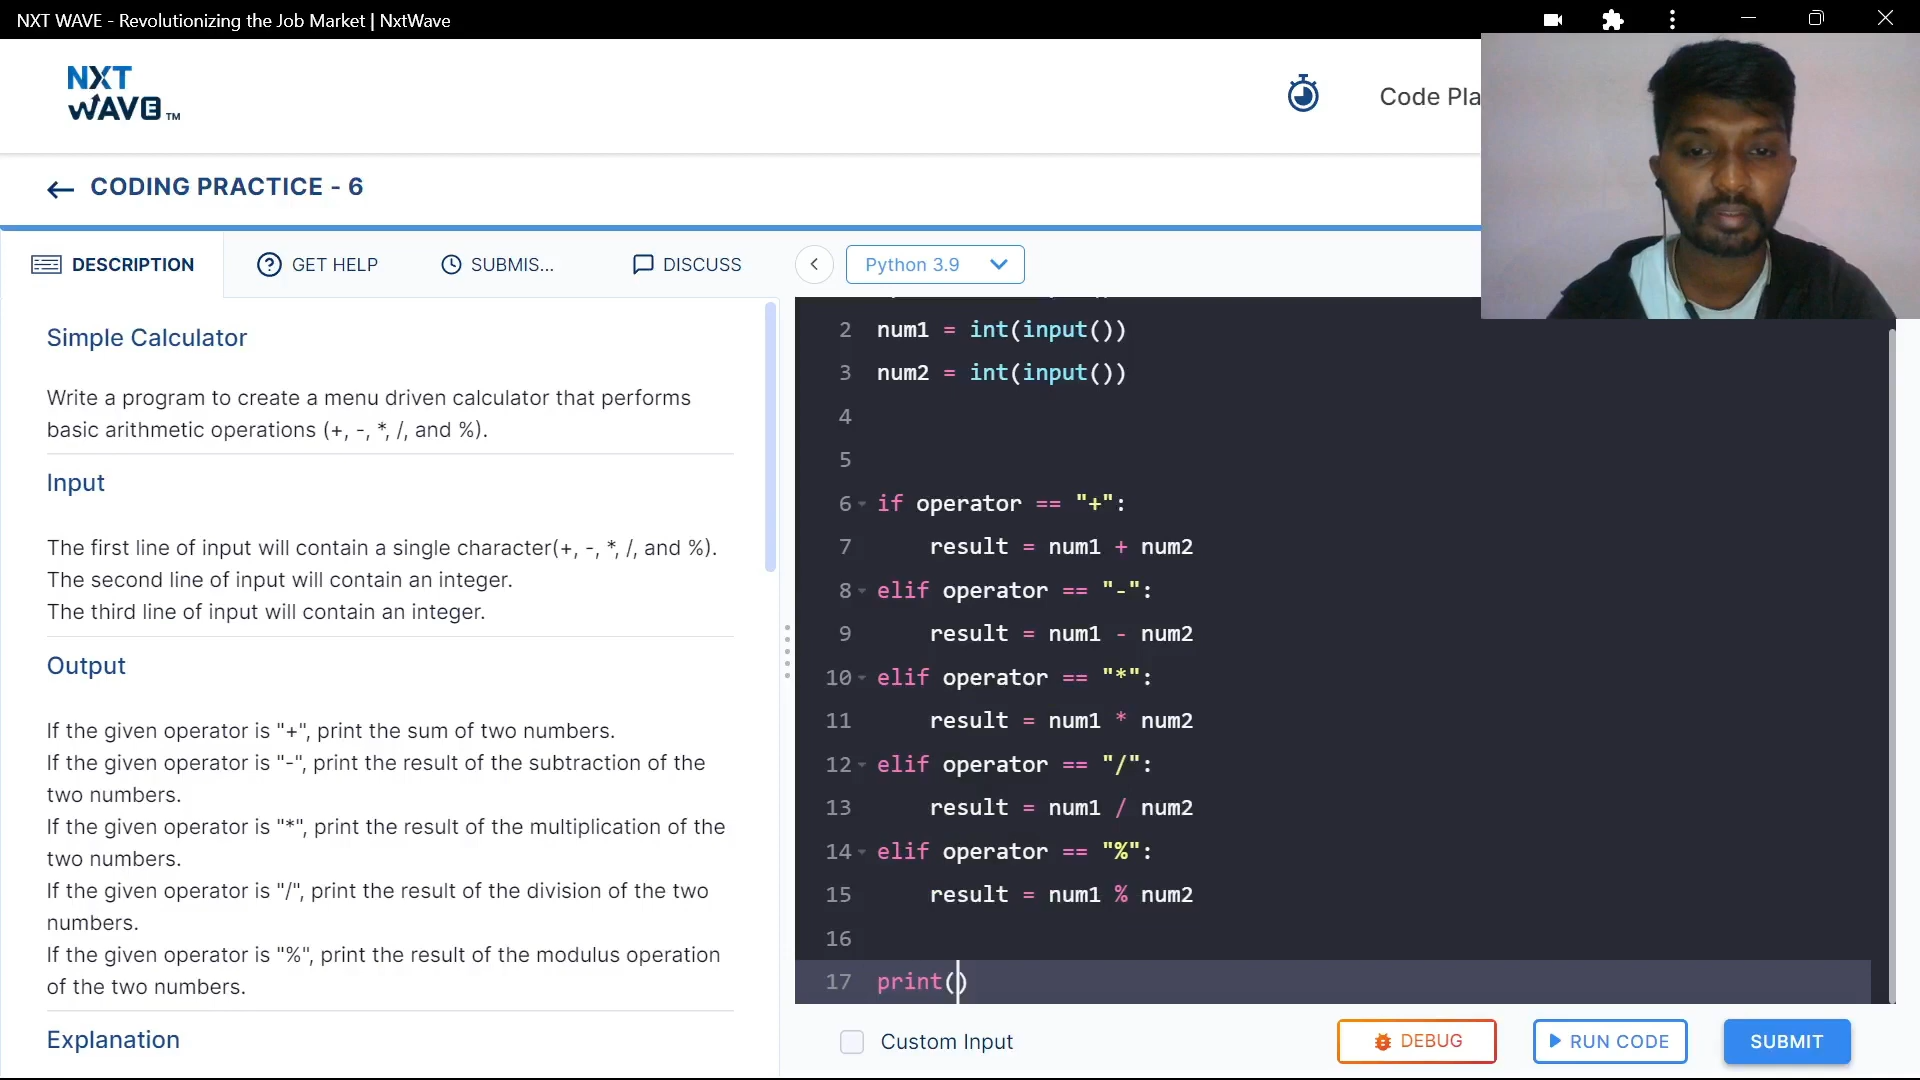 NXT WAVE - Revolutionizing the Job Market | NxtWave
NXT
WAVE TM
Code Pla
CODING PRACTICE - 6
DESCRIPTION
GET HELP
SUBMIS...
DISCUSS
Python 3.9
Simple Calculator
Write a program to create a menu driven calculator that performs
basic arithmetic operations (+, -, *, /, and %).
Input
The first line of input will contain a single character(+, -, *, /, and %).
The second line of input will contain an integer.
The third line of input will contain an integer.
Output
If the given operator is "+", print the sum of two numbers.
If the given operator is "-", print the result of the subtraction of the
two numbers.
If the given operator is "*", print the result of the multiplication of the
two numbers.
If the given operator is "/", print the result of the division of the two
numbers.
If the given operator is "%", print the result of the modulus operation
of the two numbers.
Explanation
2 num1 = int(input())
3 num2 = int(input())
4
5
6 if operator == "+":
7     result = num1 + num2
8 elif operator == "-":
9     result = num1 - num2
10 elif operator == "*":
11     result = num1 * num2
12 elif operator == "/":
13     result = num1 / num2
14 elif operator == "%":
15     result = num1 % num2
16
17 print()
Custom Input
DEBUG
RUN CODE
SUBMIT